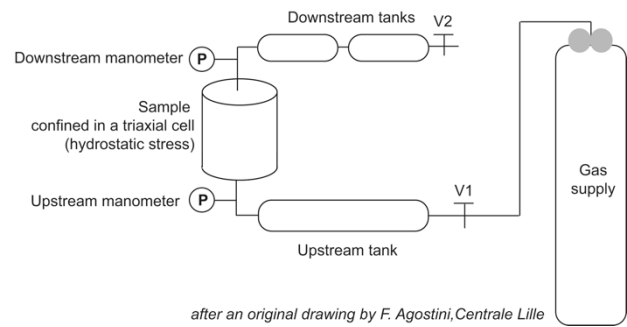 Downstream tanks
V2
Downstream manometer
P
Sample
confined in a triaxial cell
(hydrostatic stress)
Gas
supply
Upstream manometer
P
V1
Upstream tank
after an original drawing by F. Agostini,Centrale Lille